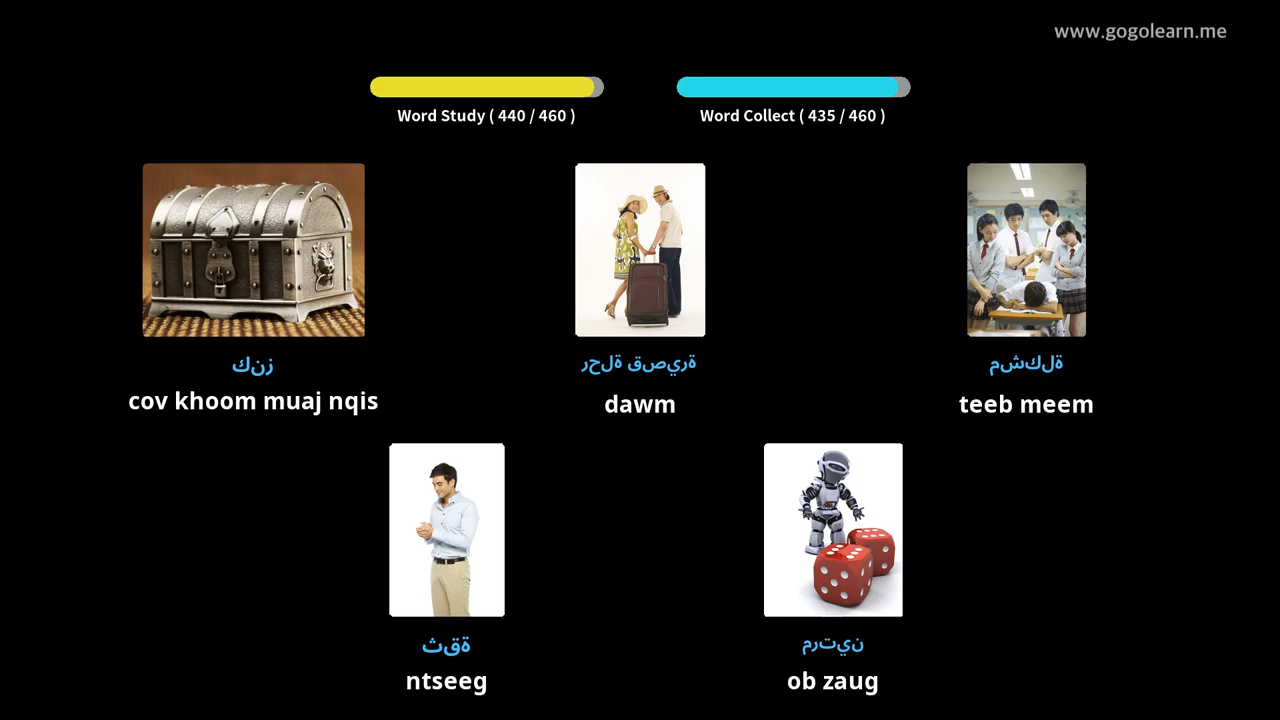 www.gogolearn.me
Word Study ( 440 / 460 )
Word Collect ( 435 / 460 )
كنز
رحلة قصيرة
مشكلة
cov khoom muaj nqis
dawm
teeb meem
ثقة
مرتين
ntseeg
ob zaug